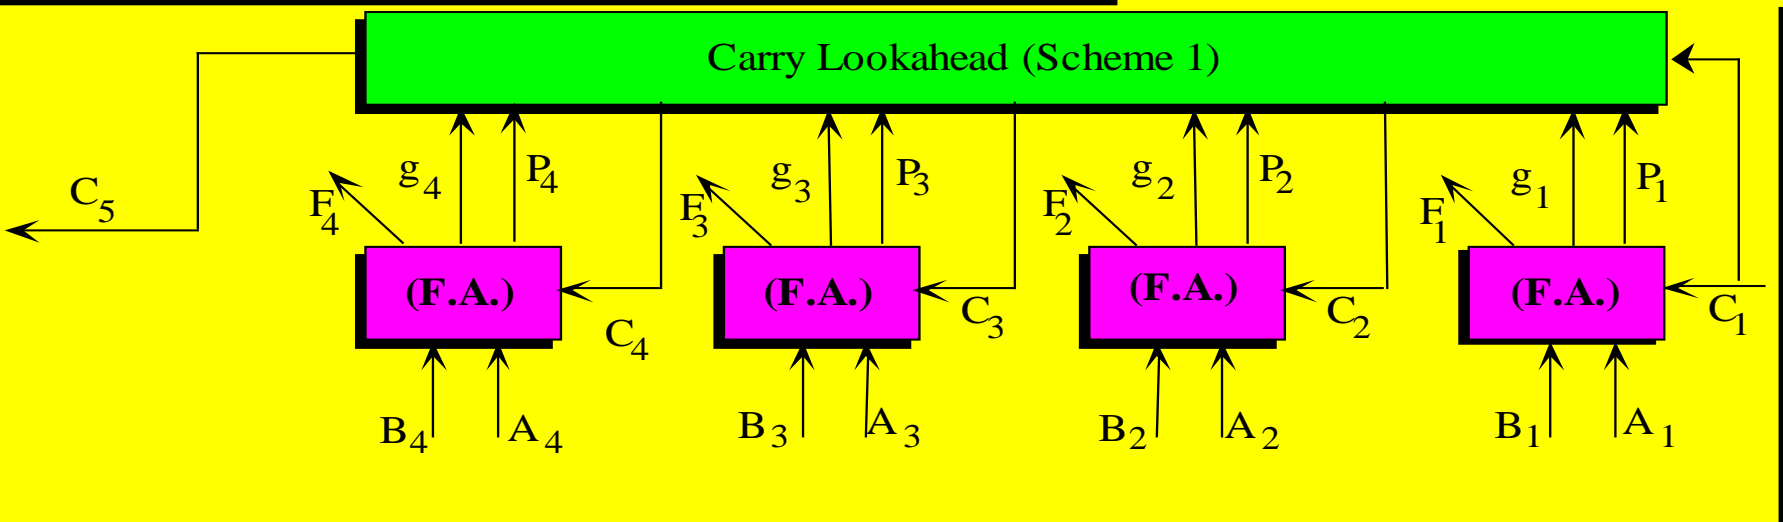 Carry Lookahead (Scheme 1)
C5 F4 g4 P4 F3 g3 P3 F2 g2 P2 F1 g1 P1
(F.A.) (F.A.) (F.A.) (F.A.)
C4 C3 C2 C1
B4 A4 B3 A3 B2 A2 B1 A1